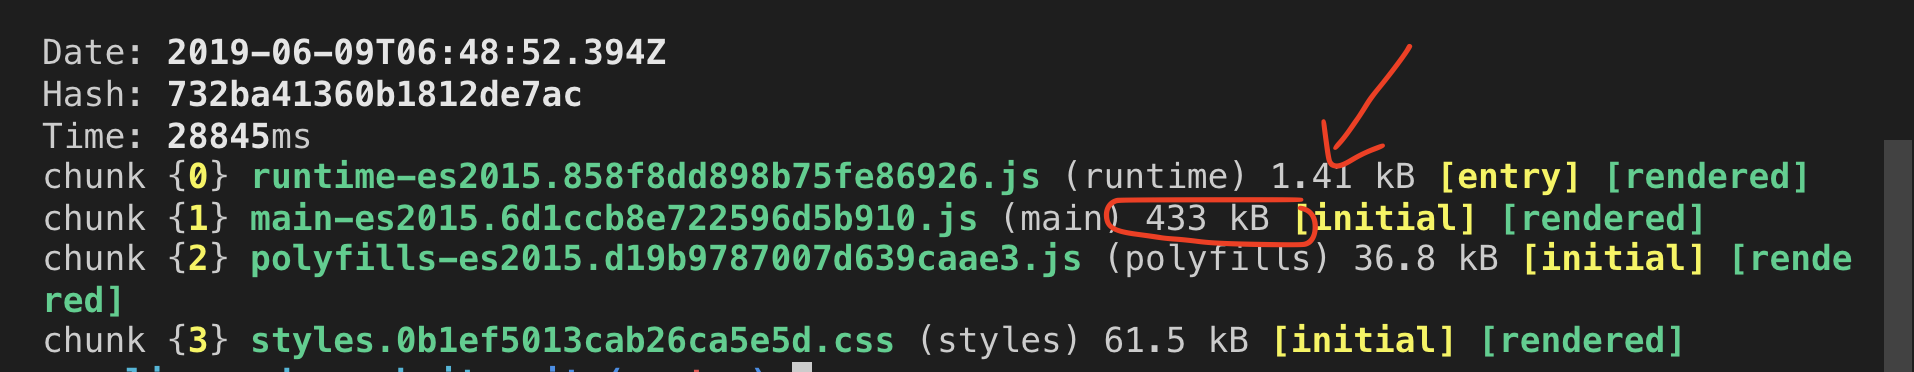 Date: 2019-06-09T06:48:52.394Z
Hash: 732ba41360b1812de7ac
Time: 28845ms
chunk {0} runtime-es2015.858f8dd898b75fe86926.js (runtime) 1.41 kB [entry] [rendered]
chunk {1} main-es2015.6d1ccb8e722596d5b910.js (main) 433 kB [initial] [rendered]
chunk {2} polyfills-es2015.d19b9787007d639caae3.js (polyfills) 36.8 kB [initial] [rende
red]
chunk {3} styles.0b1ef5013cab26ca5e5d.css (styles) 61.5 kB [initial] [rendered]